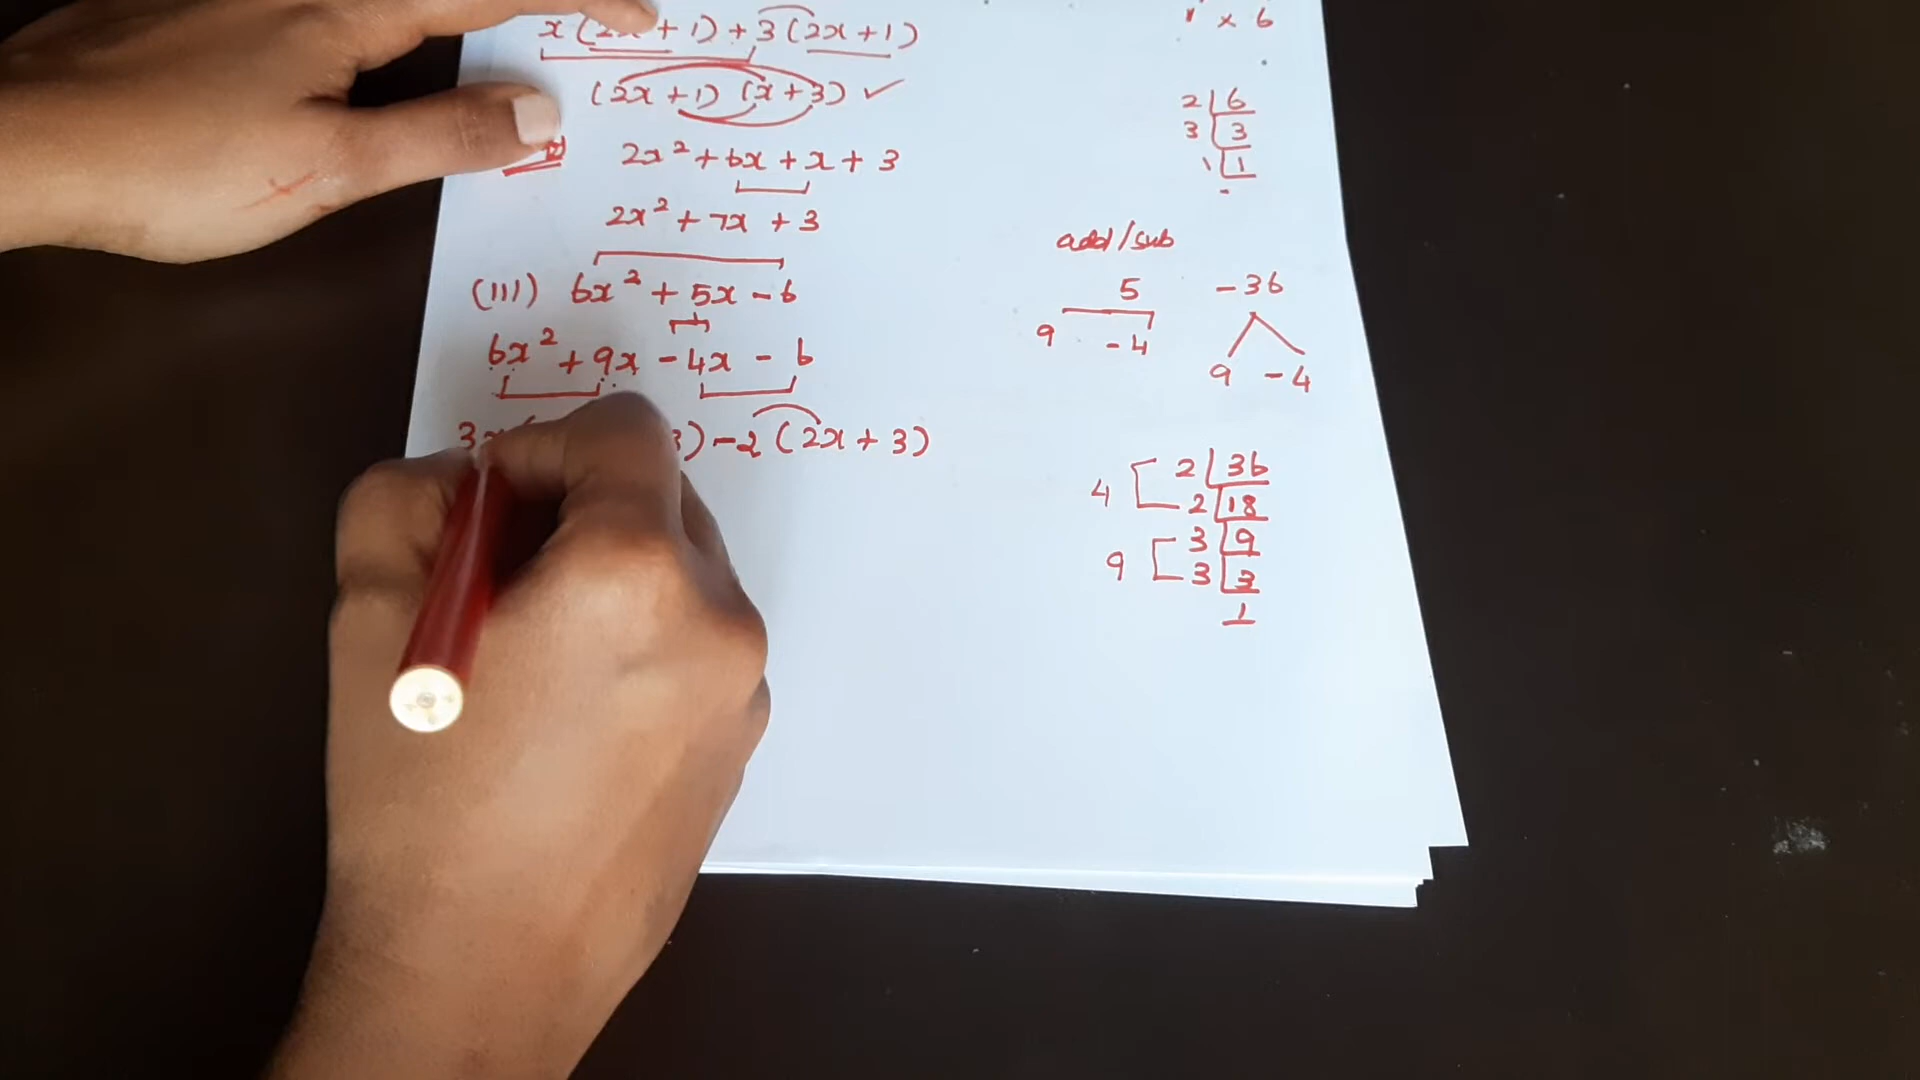 x (2x + 1) + 3 (2x + 1)
(2x + 1) (x + 3) ✓
2x² + 6x + x + 3
2x² + 7x + 3
(III) 6x² + 5x - 6
6x² + 9x - 4x - 6
3x ( 3) - 2 (2x + 3)
× 6
2 | 6
3 | 3
1 | 1
add/sub
5 -36
9 -4 9 -4
4 2 | 36
2 | 18
9 3 | 9
3 | 3
1